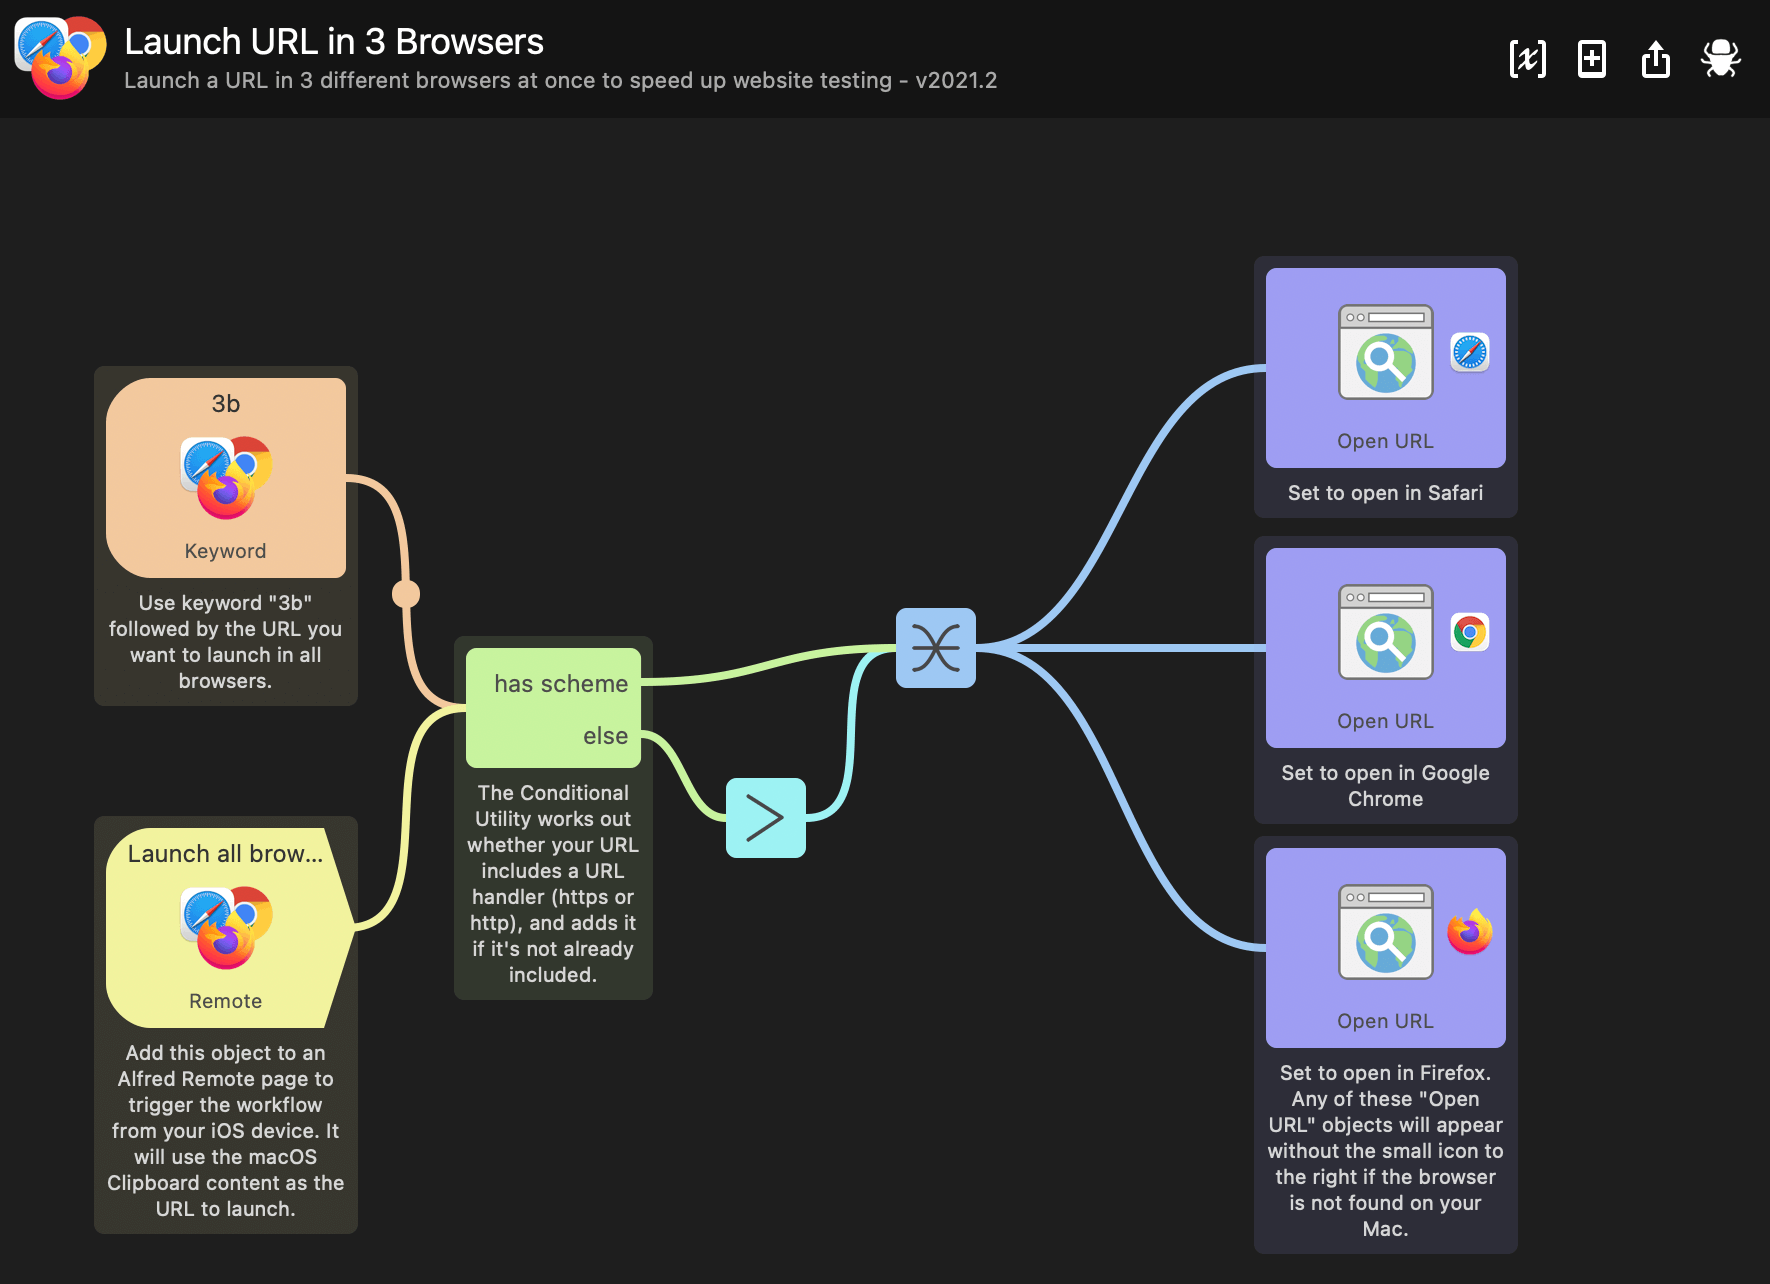 Launch URL in 3 Browsers
Launch a URL in 3 different browsers at once to speed up website testing - v2021.2
3b
Keyword
Use keyword "3b"
followed by the URL you
want to launch in all
browsers.
Launch all brow...
Remote
Add this object to an
Alfred Remote page to
trigger the workflow
from your iOS device. It
will use the macOS
Clipboard content as the
URL to launch.
has scheme
else
The Conditional
Utility works out
whether your URL
includes a URL
handler (https or
http), and adds it
if it's not already
included.
Open URL
Set to open in Safari
Open URL
Set to open in Google
Chrome
Open URL
Set to open in Firefox.
Any of these "Open
URL" objects will appear
without the small icon to
the right if the browser
is not found on your
Mac.